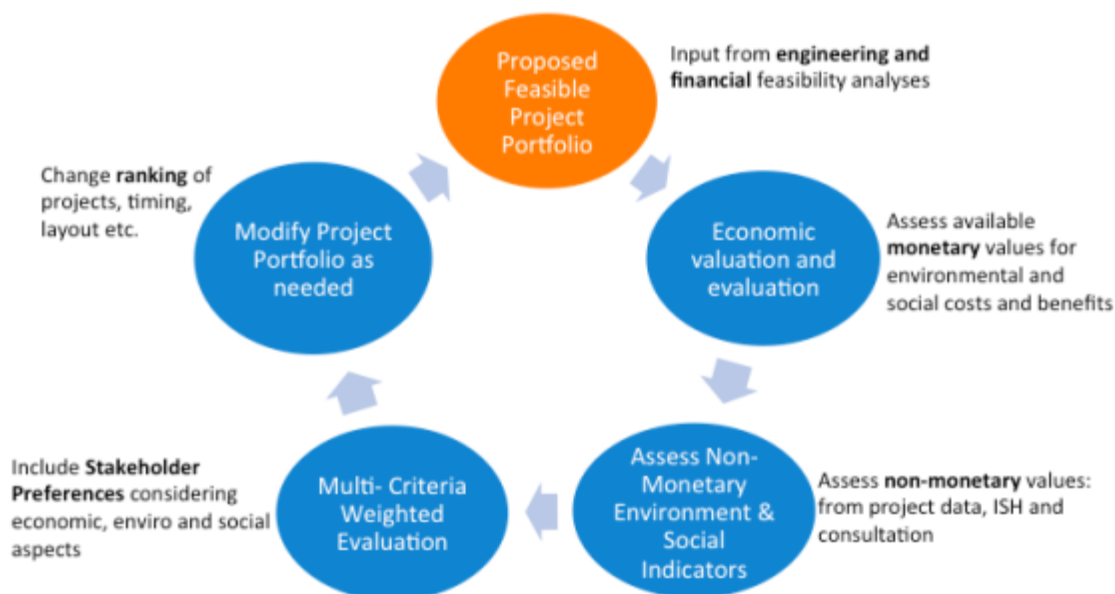 Proposed
Feasible
Project
Portfolio
Input from engineering and
financial feasibility analyses
Economic
valuation and
evaluation
Assess available
monetary values for
environmental and
social costs and benefits
Assess Non-
Monetary
Environment &
Social
Indicators
Assess non-monetary values:
from project data, ISH and
consultation
Multi- Criteria
Weighted
Evaluation
Include Stakeholder
Preferences considering
economic, enviro and social
aspects
Modify Project
Portfolio as
needed
Change ranking of
projects, timing,
layout etc.